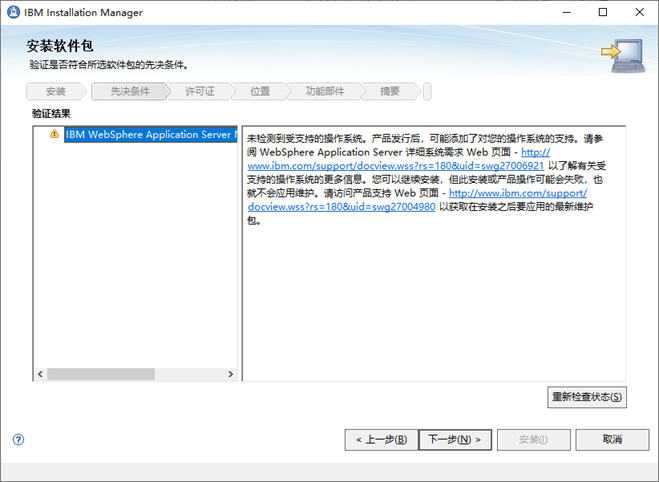 IBM Installation Manager
安装软件包
验证是否符合所选软件包的先决条件。
安装 先决条件 许可证 位置 功能部件 摘要
验证结果
IBM WebSphere Application Server
未检测到受支持的操作系统。产品发行后，可能添加了对您的操作系统的支持。请参
阅 WebSphere Application Server 详细系统需求 Web 页面 - http://
www.ibm.com/support/docview.wss?rs=180&uid=swg27006921 以了解有关受
支持的操作系统的更多信息。您可以继续安装，但此安装或产品操作可能会失败，也
就不会应用维护。请访问产品支持 Web 页面 - http://www.ibm.com/support/
docview.wss?rs=180&uid=swg27004980 以获取在安装之后要应用的最新维护
包。
重新检查状态(S)
< 上一步(B) 下一步(N) > 安装(I) 取消